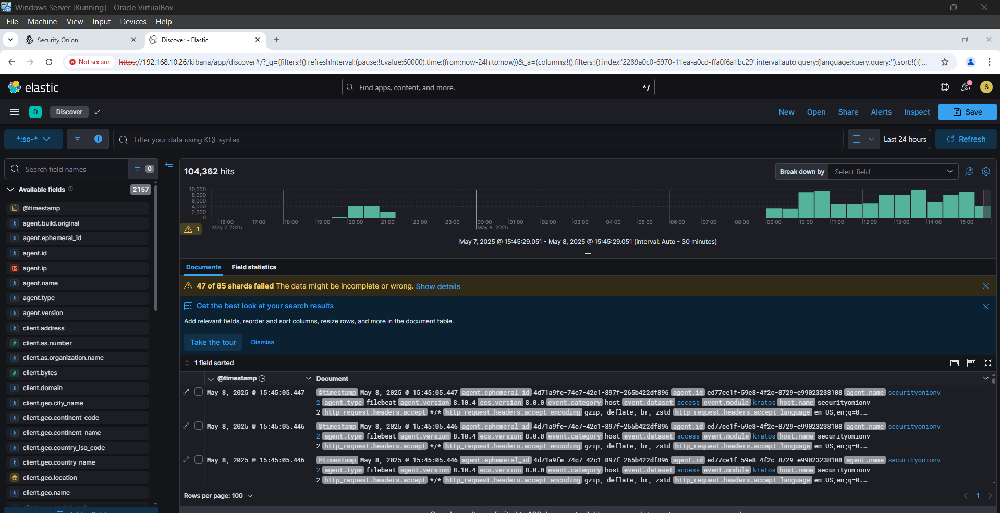 Windows Server [Running] - Oracle VirtualBox
File Machine View Input Devices Help
Security Onion
Discover - Elastic
Not secure https://192.168.10.26/kibana/app/discover#/?_g=(filters:!(),refreshInterval:(pause:!t,value:60000),time:(from:now-24h,to:now))&_a=(columns:!(),filters:!(),index:'2289a0c0-6970-11ea-a0cd-ffa0f6a1bc29',interval:auto,query:(language:kuery,query:''),sort:!(!('...
elastic
Find apps, content, and more. ^/
S
D Discover New Open Share Alerts Inspect Save
*:so-* Filter your data using KQL syntax Last 24 hours Refresh
Search field names 0
Available fields 2157
@timestamp
k agent.build.original
k agent.ephemeral_id
k agent.id
IP agent.ip
k agent.name
k agent.type
k agent.version
k client.address
# client.as.number
k client.as.organization.name
# client.bytes
k client.domain
k client.geo.city_name
k client.geo.continent_code
k client.geo.continent_name
k client.geo.country_iso_code
k client.geo.country_name
client.geo.location
k client.geo.name
104,362 hits
Break down by Select field
10,000
8,000
6,000
4,000
2,000
0
16:00 17:00 18:00 19:00 20:00 21:00 22:00 23:00 00:00 01:00 02:00 03:00 04:00 05:00 06:00 07:00 08:00 09:00 10:00 11:00 12:00 13:00 14:00 15:00
May 7, 2025 May 8, 2025
1
May 7, 2025 @ 15:45:29.051 - May 8, 2025 @ 15:45:29.051 (interval: Auto - 30 minutes)
Documents Field statistics
47 of 65 shards failed The data might be incomplete or wrong. Show details
Get the best look at your search results
Add relevant fields, reorder and sort columns, resize rows, and more in the document table.
Take the tour Dismiss
1 field sorted
@timestamp Document
May 8, 2025 @ 15:45:05.447 @timestamp May 8, 2025 @ 15:45:05.447 agent.ephemeral_id 4d71a9fe-74c7-42c1-897f-265b422df896 agent.id ed77ce1f-59e8-4f2c-8729-e99023238108 agent.name securityonionv
2 agent.type filebeat agent.version 8.10.4 ecs.version 8.0.0 event.category host event.dataset access event.module kratos host.name securityonionv
2 http_request.headers.accept */* http_request.headers.accept-encoding gzip, deflate, br, zstd http_request.headers.accept-language en-US,en;q=0.…
May 8, 2025 @ 15:45:05.446 @timestamp May 8, 2025 @ 15:45:05.446 agent.ephemeral_id 4d71a9fe-74c7-42c1-897f-265b422df896 agent.id ed77ce1f-59e8-4f2c-8729-e99023238108 agent.name securityonionv
2 agent.type filebeat agent.version 8.10.4 ecs.version 8.0.0 event.category host event.dataset access event.module kratos host.name securityonionv
2 http_request.headers.accept */* http_request.headers.accept-encoding gzip, deflate, br, zstd http_request.headers.accept-language en-US,en;q=0.…
May 8, 2025 @ 15:45:05.446 @timestamp May 8, 2025 @ 15:45:05.446 agent.ephemeral_id 4d71a9fe-74c7-42c1-897f-265b422df896 agent.id ed77ce1f-59e8-4f2c-8729-e99023238108 agent.name securityonionv
2 agent.type filebeat agent.version 8.10.4 ecs.version 8.0.0 event.category host event.dataset access event.module kratos host.name securityonionv
2 http_request.headers.accept */* http_request.headers.accept-encoding gzip, deflate, br, zstd http_request.headers.accept-language en-US,en;q=0.…
Rows per page: 100
1